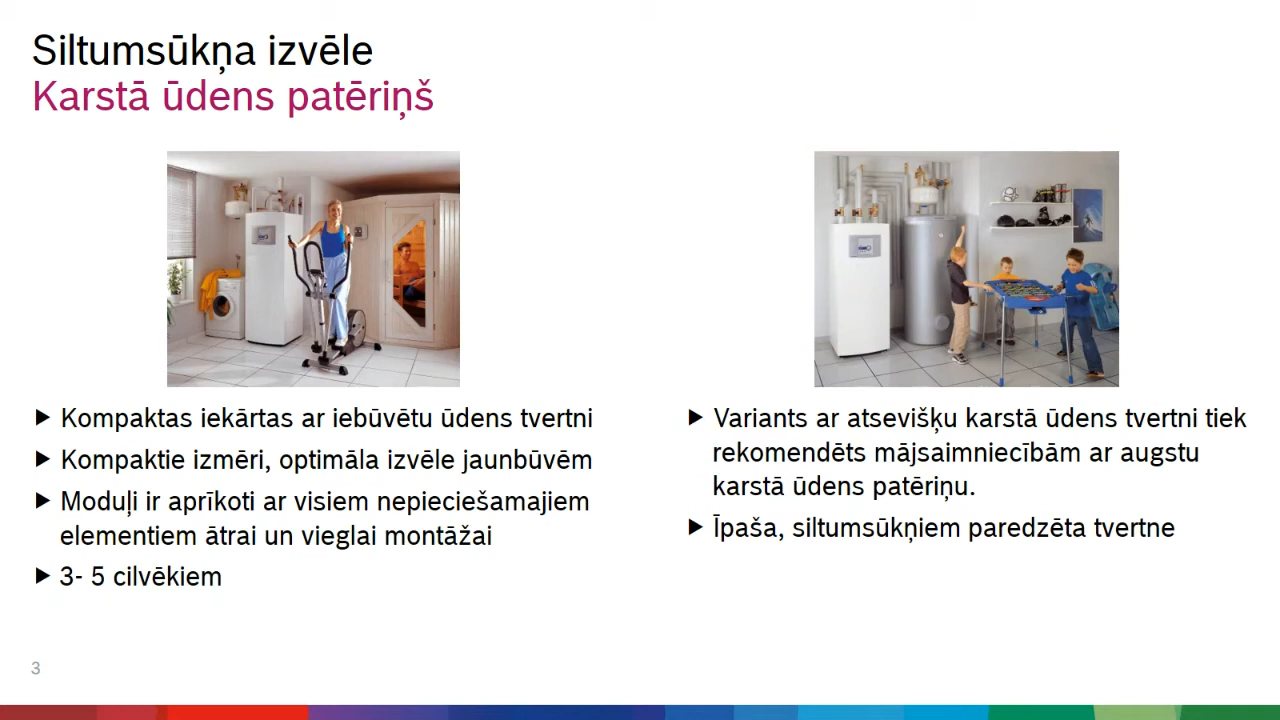 Siltumsūkņa izvēle
Karstā ūdens patēriņš
Kompaktas iekārtas ar iebūvētu ūdens tvertni
Kompaktie izmēri, optimāla izvēle jaunbūvēm
Moduļi ir aprīkoti ar visiem nepieciešamajiem
elementiem ātrai un vieglai montāžai
3- 5 cilvēkiem
Variants ar atsevišķu karstā ūdens tvertni tiek
rekomendēts mājsaimniecībām ar augstu
karstā ūdens patēriņu.
Īpaša, siltumsūkņiem paredzēta tvertne
3